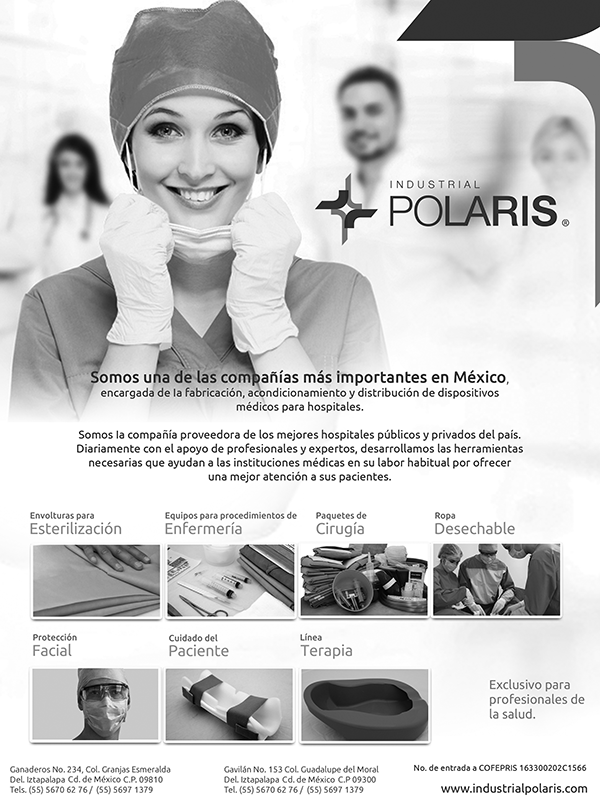 INDUSTRIAL
POLARIS®
Somos una de las compañías más importantes en México,
encargada de la fabricación, acondicionamiento y distribución de dispositivos
médicos para hospitales.
Somos la compañía proveedora de los mejores hospitales públicos y privados del país.
Diariamente con el apoyo de profesionales y expertos, desarrollamos las herramientas
necesarias que ayudan a las instituciones médicas en su labor habitual por ofrecer
una mejor atención a sus pacientes.
Envolturas para
Esterilización
Equipos para procedimientos de
Enfermería
Paquetes de
Cirugía
Ropa
Desechable
Protección
Facial
Cuidado del
Paciente
Línea
Terapia
Exclusivo para
profesionales de
la salud.
Ganaderos No. 234, Col. Granjas Esmeralda
Del. Iztapalapa Cd. de México C.P. 09810
Tels. (55) 5670 62 76 / (55) 5697 1379
Gavilán No. 153 Col. Guadalupe del Moral
Del. Iztapalapa Cd. de México C.P 09300
Tel. (55) 5670 62 76 / (55) 5697 1379
No. de entrada a COFEPRIS 163300202C1566
www.industrialpolaris.com